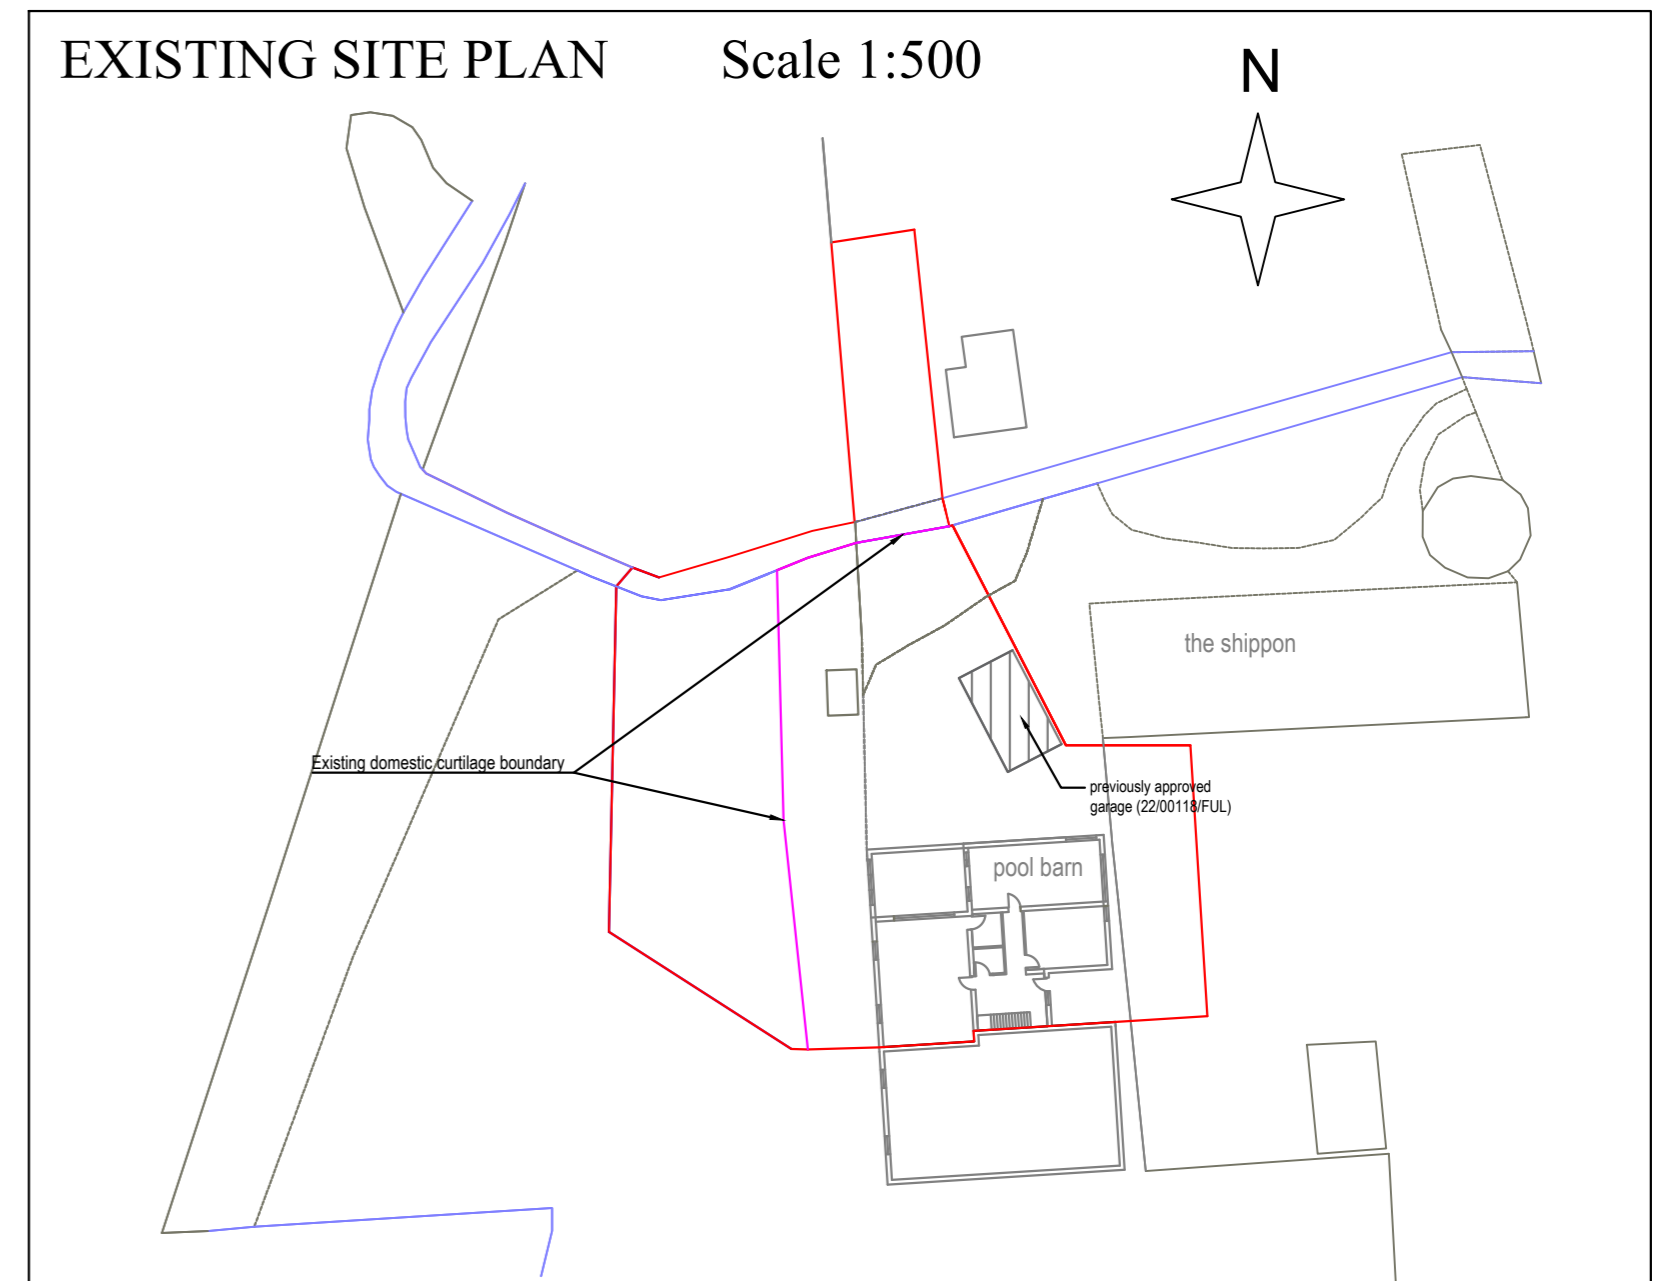 EXISTING SITE PLAN Scale 1:500
N
the shippon
Existing domestic curtilage boundary
previously approved
garage (22/00118/FUL)
pool barn